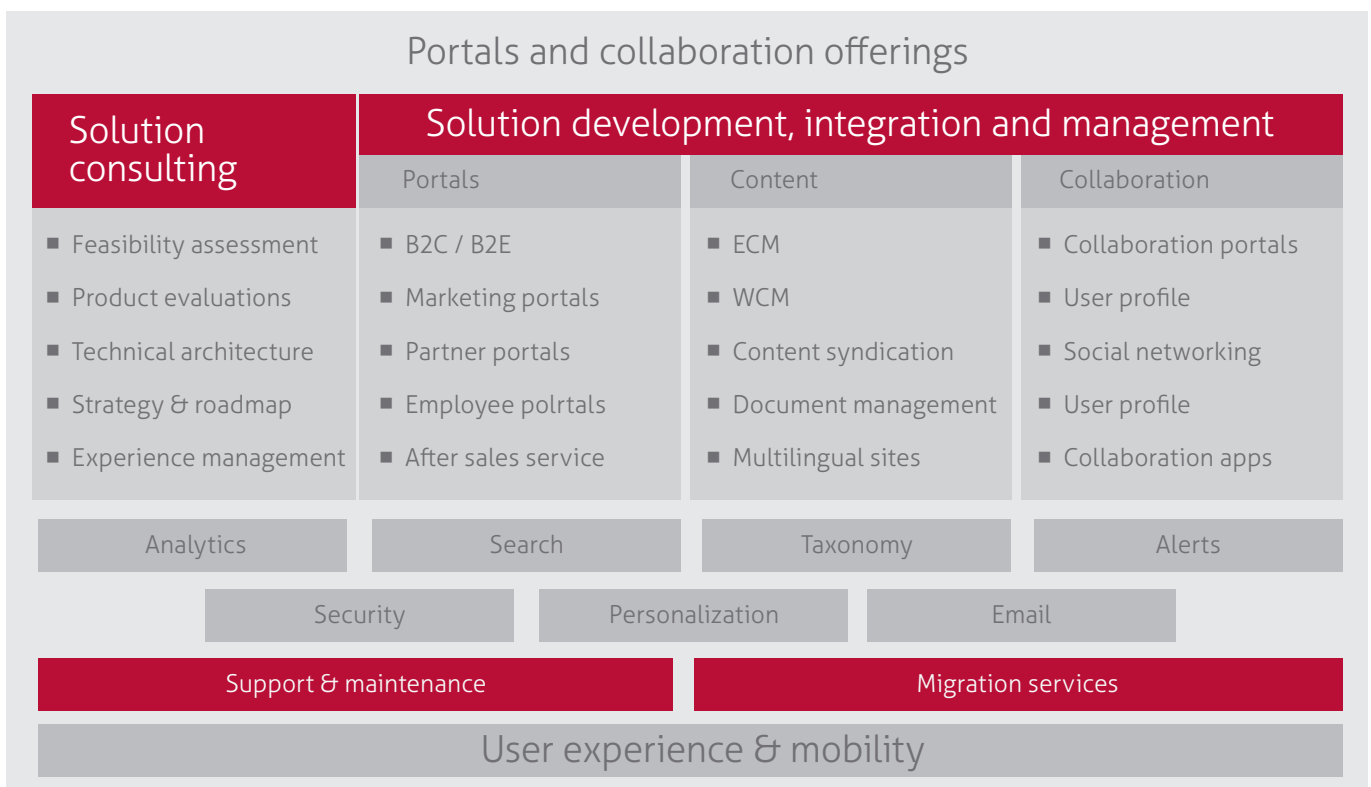 Portals and collaboration offerings
Solution
consulting
Solution development, integration and management
Portals
Content
Collaboration
■ Feasibility assessment
■ Product evaluations
■ Technical architecture
■ Strategy & roadmap
■ Experience management
■ B2C / B2E
■ Marketing portals
■ Partner portals
■ Employee polrtals
■ After sales service
■ ECM
■ WCM
■ Content syndication
■ Document management
■ Multilingual sites
■ Collaboration portals
■ User profile
■ Social networking
■ User profile
■ Collaboration apps
Analytics
Search
Taxonomy
Alerts
Security
Personalization
Email
Support & maintenance
Migration services
User experience & mobility